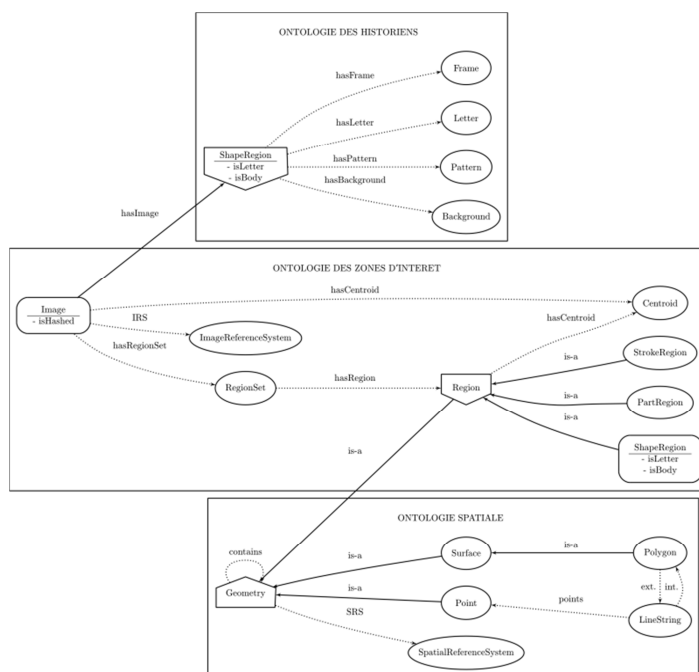 ONTOLOGIE DES HISTORIENS
Frame
hasFrame
Letter
hasLetter
ShapeRegion
- isLetter
- isBody
hasPattern
Pattern
hasBackground
Background
hasImage
ONTOLOGIE DES ZONES D'INTERET
hasCentroid
Centroid
Image
- isHashed
IRS
hasCentroid
ImageReferenceSystem
hasRegionSet
StrokeRegion
is-a
RegionSet
hasRegion
Region
is-a
PartRegion
is-a
ShapeRegion
- isLetter
- isBody
is-a
ONTOLOGIE SPATIALE
contains
is-a
Surface
is-a
Polygon
Geometry
is-a
ext.
int.
Point
points
SRS
LineString
SpatialReferenceSystem